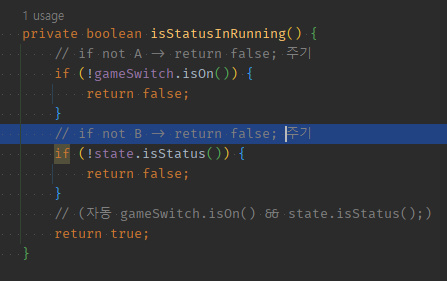 1 usage
private boolean isStatusInRunning() {
// if not A -> return false; 주기
if (!gameSwitch.isOn()) {
return false;
}
// if not B -> return false; 주기
if (!state.isStatus()) {
return false;
}
// (자동 gameSwitch.isOn() && state.isStatus();)
return true;
}